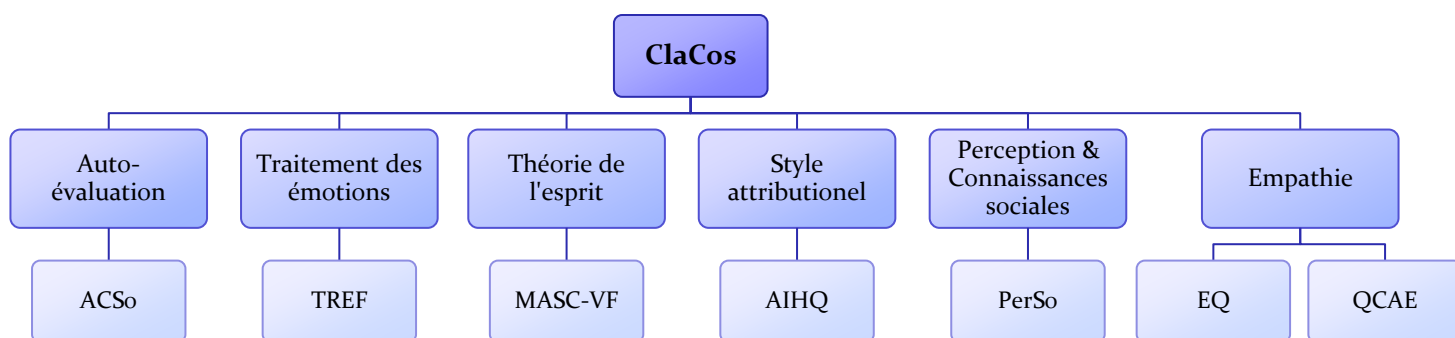 ClaCos
Auto-
évaluation
Traitement des
émotions
Théorie de
l'esprit
Style
attributionel
Perception &
Connaissances
sociales
Empathie
ACSo
TREF
MASC-VF
AIHQ
PerSo
EQ
QCAE